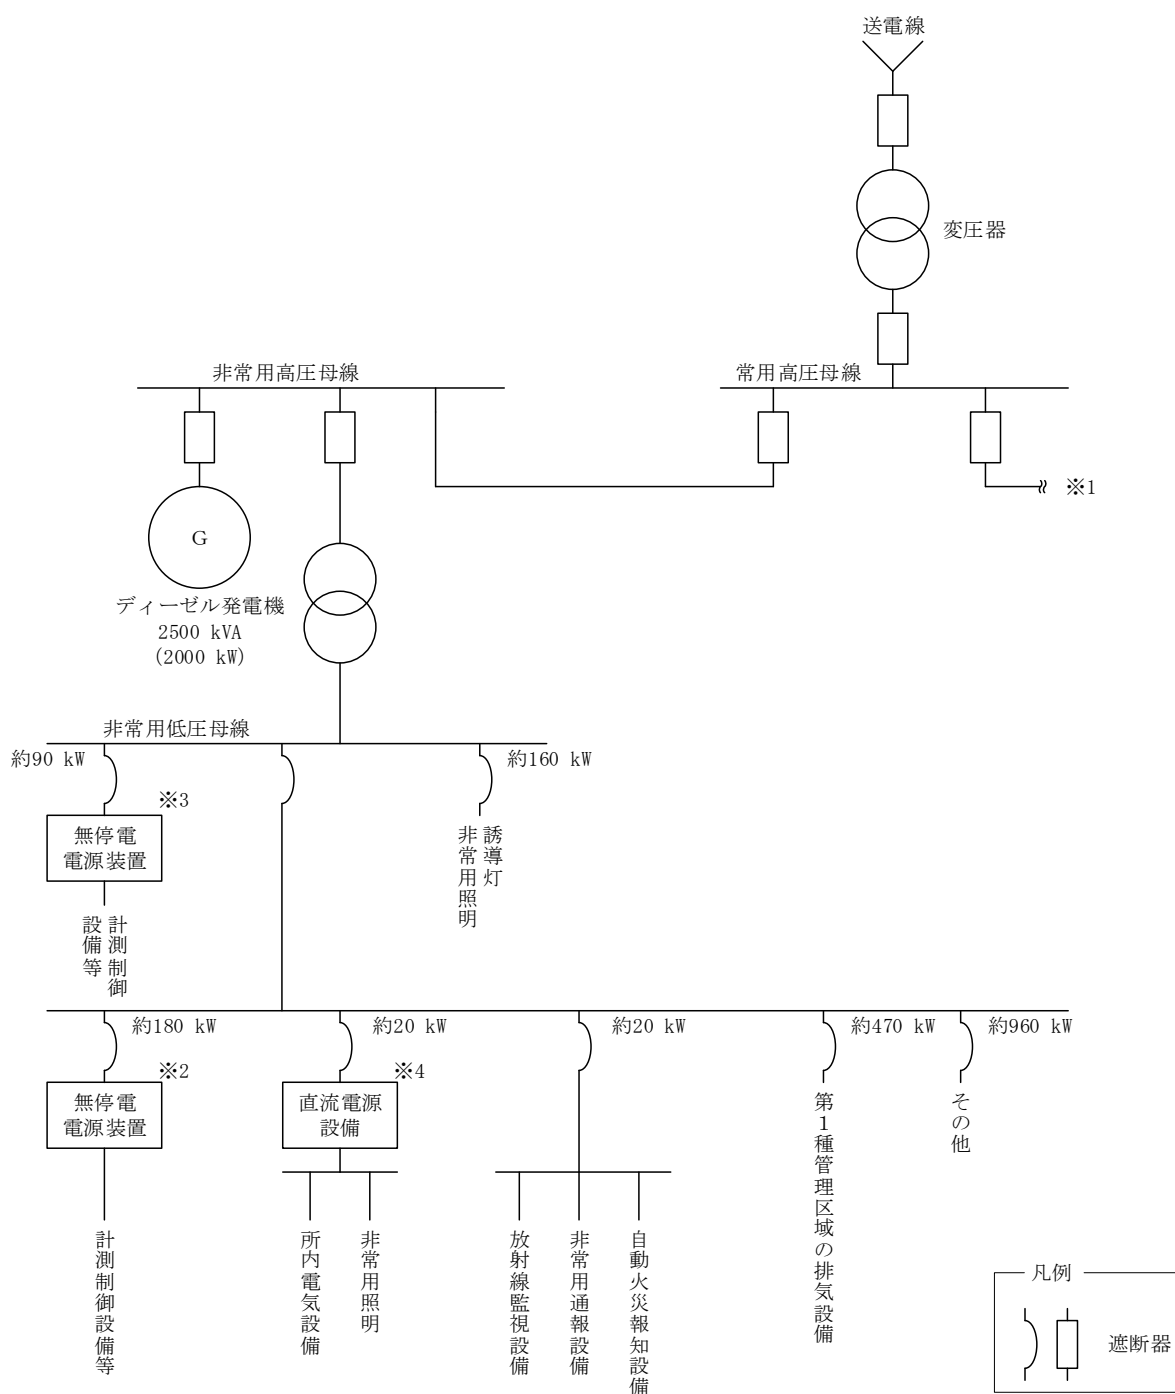 送電線
変圧器
非常用高圧母線
常用高圧母線
※1
G
ディーゼル発電機
2500 kVA
(2000 kW)
非常用低圧母線
約90 kW
約160 kW
※3
無停電
電源装置
誘導灯
非常用照明
計測制御
設備等
約180 kW
約20 kW
約20 kW
約470 kW
約960 kW
※2
※4
無停電
電源装置
直流電源
設備
第1種管理区域の排気設備
その他
計測制御設備等
所内電気設備
非常用照明
放射線監視設備
非常用通報設備
自動火災報知設備
凡例
遮断器